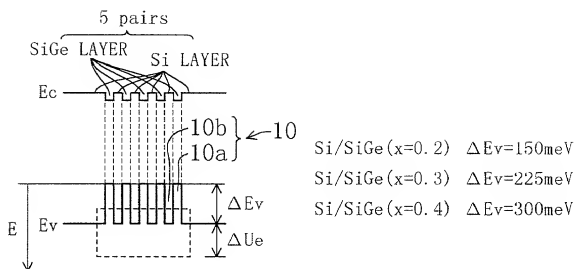 5 pairs
SiGe LAYER
Si LAYER
Ec
10b
10
10a
Si/SiGe(x=0.2) ΔEv=150meV
Si/SiGe(x=0.3) ΔEv=225meV
Si/SiGe(x=0.4) ΔEv=300meV
ΔEv
E
Ev
ΔUe